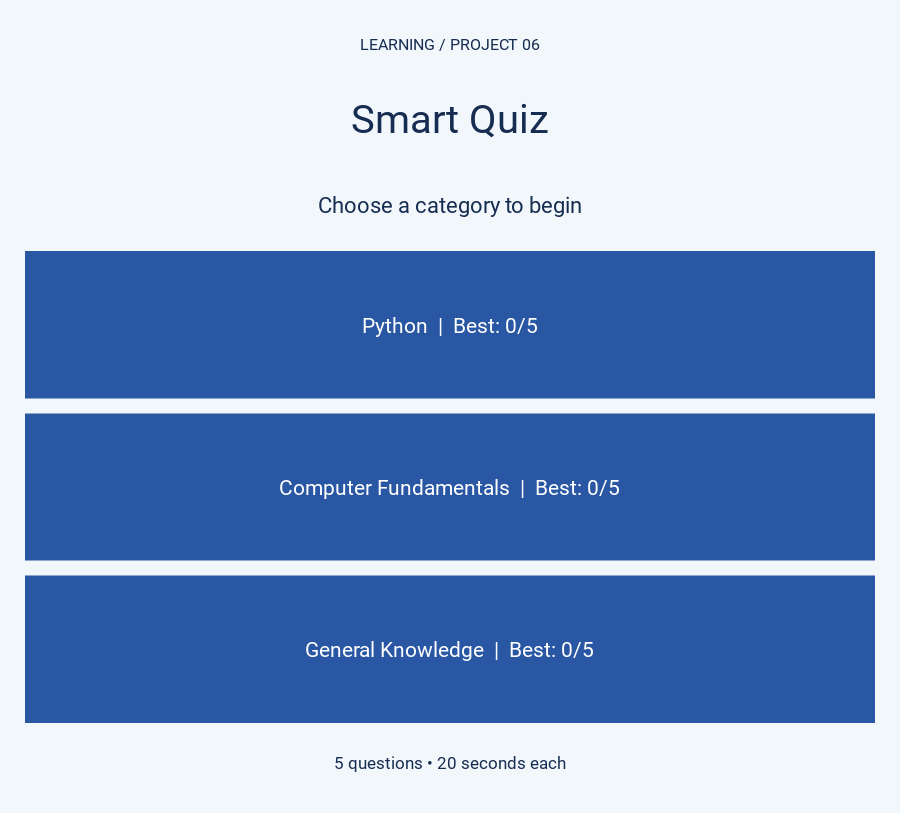 LEARNING / PROJECT 06
Smart Quiz
Choose a category to begin
Python | Best: 0/5
Computer Fundamentals | Best: 0/5
General Knowledge | Best: 0/5
5 questions • 20 seconds each